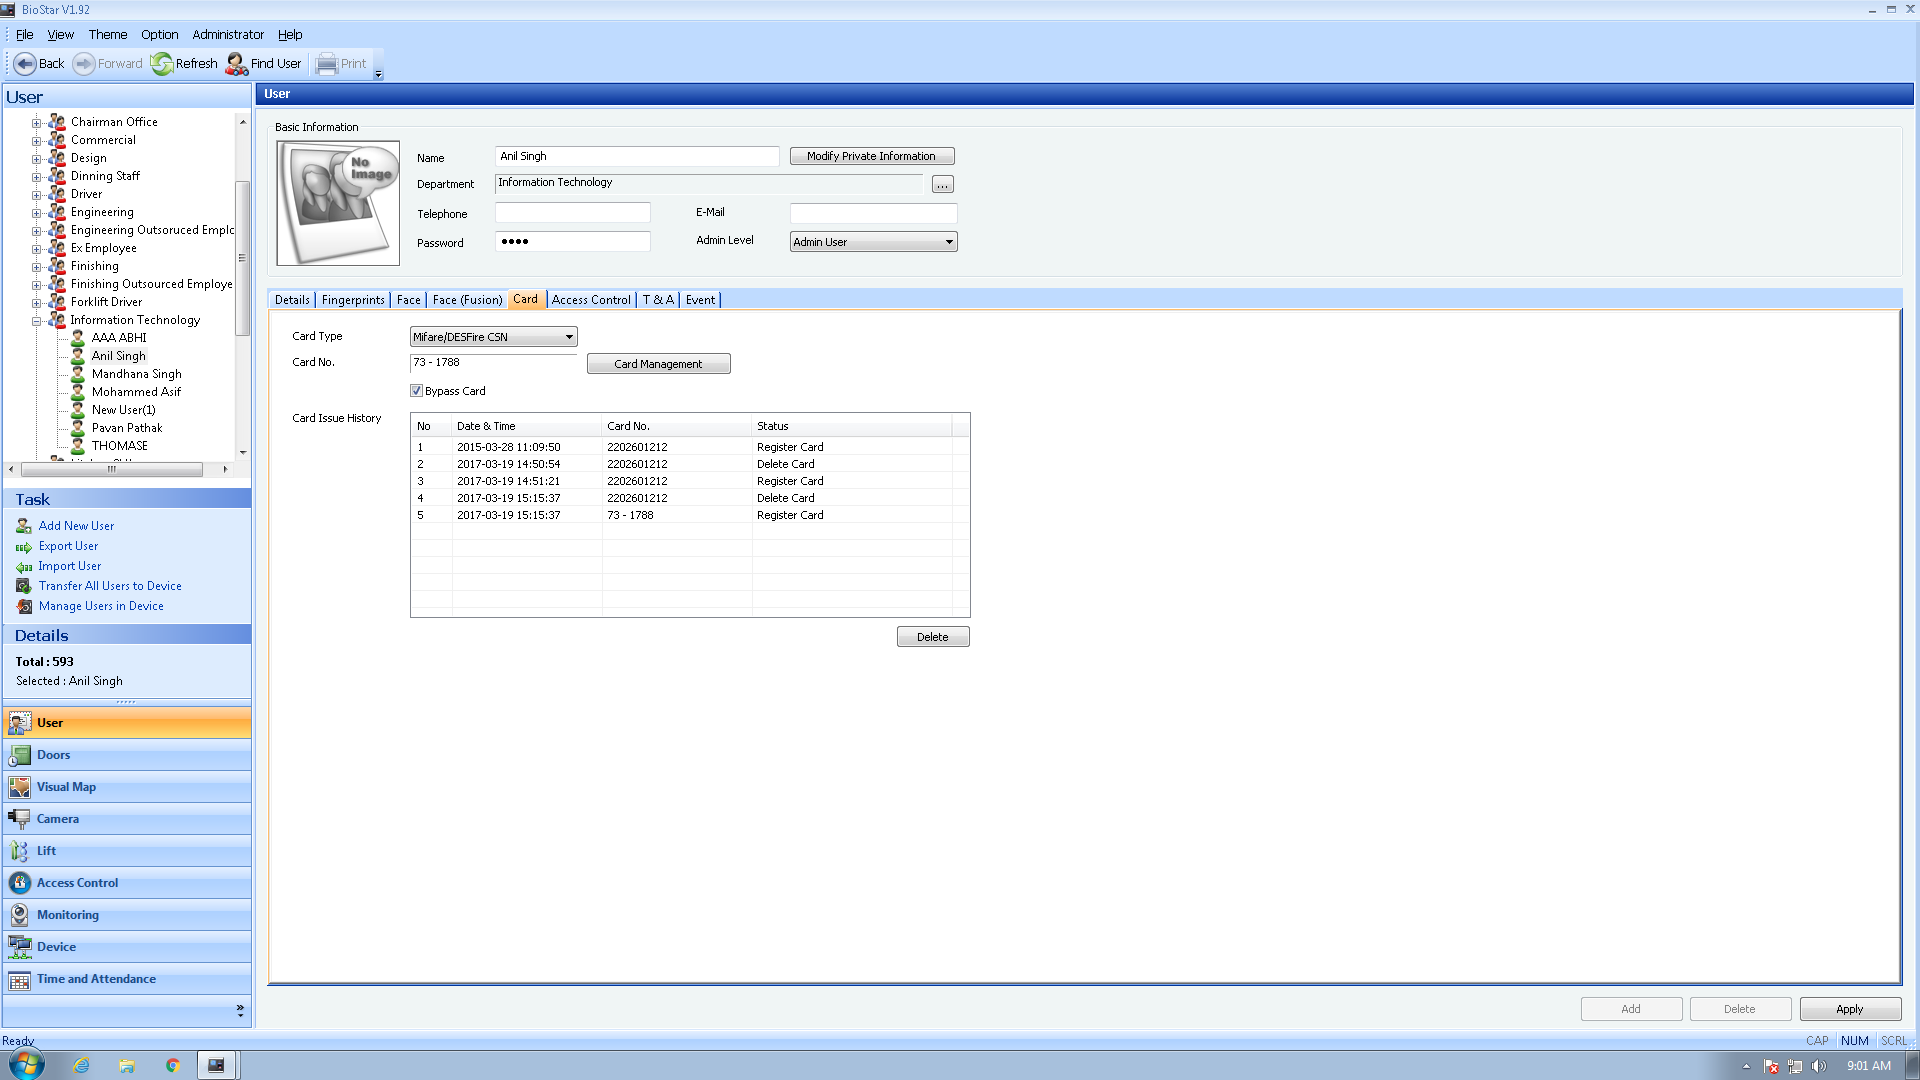 BioStar V1.92
File View Theme Option Administrator Help
Back Forward Refresh Find User Print
User
Chairman Office
Commercial
Design
Dinning Staff
Driver
Engineering
Engineering Outsoruced Emplc
Ex Employee
Finishing
Finishing Outsourced Employe
Forklift Driver
Information Technology
AAA ABHI
Anil Singh
Mandhana Singh
Mohammed Asif
New User(1)
Pavan Pathak
THOMASE
Task
Add New User
Export User
Import User
Transfer All Users to Device
Manage Users in Device
Details
Total : 593
Selected : Anil Singh
User
Doors
Visual Map
Camera
Lift
Access Control
Monitoring
Device
Time and Attendance
User
Basic Information
No Image
Name Anil Singh Modify Private Information
Department Information Technology ...
Telephone E-Mail
Password ●●●● Admin Level Admin User
Details Fingerprints Face Face (Fusion) Card Access Control T & A Event
Card Type Mifare/DESFire CSN
Card No. 73 - 1788 Card Management
Bypass Card
Card Issue History
No Date & Time Card No. Status
1 2015-03-28 11:09:50 2202601212 Register Card
2 2017-03-19 14:50:54 2202601212 Delete Card
3 2017-03-19 14:51:21 2202601212 Register Card
4 2017-03-19 15:15:37 2202601212 Delete Card
5 2017-03-19 15:15:37 73 - 1788 Register Card
Delete
Add Delete Apply
Ready CAP NUM SCRL
9:01 AM